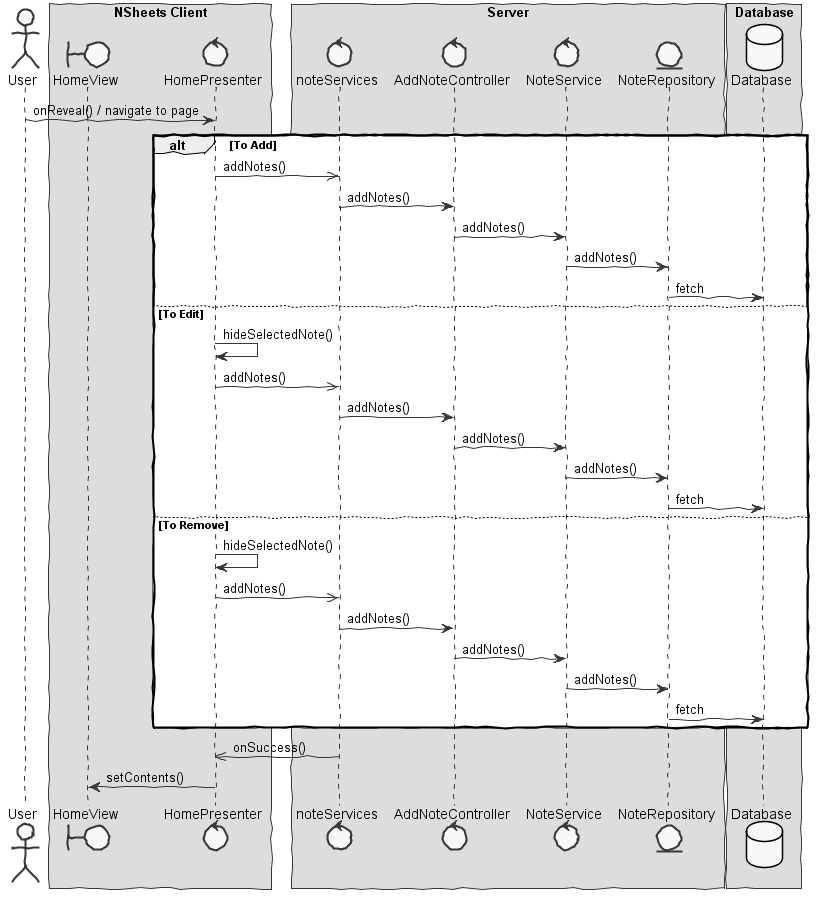 NSheets Client
Server
Database
User
HomeView
HomePresenter
noteServices
AddNoteController
NoteService
NoteRepository
Database
onReveal() / navigate to page
alt
[To Add]
addNotes()
addNotes()
addNotes()
addNotes()
fetch
[To Edit]
hideSelectedNote()
addNotes()
addNotes()
addNotes()
addNotes()
fetch
[To Remove]
hideSelectedNote()
addNotes()
addNotes()
addNotes()
addNotes()
fetch
onSuccess()
setContents()
User
HomeView
HomePresenter
noteServices
AddNoteController
NoteService
NoteRepository
Database